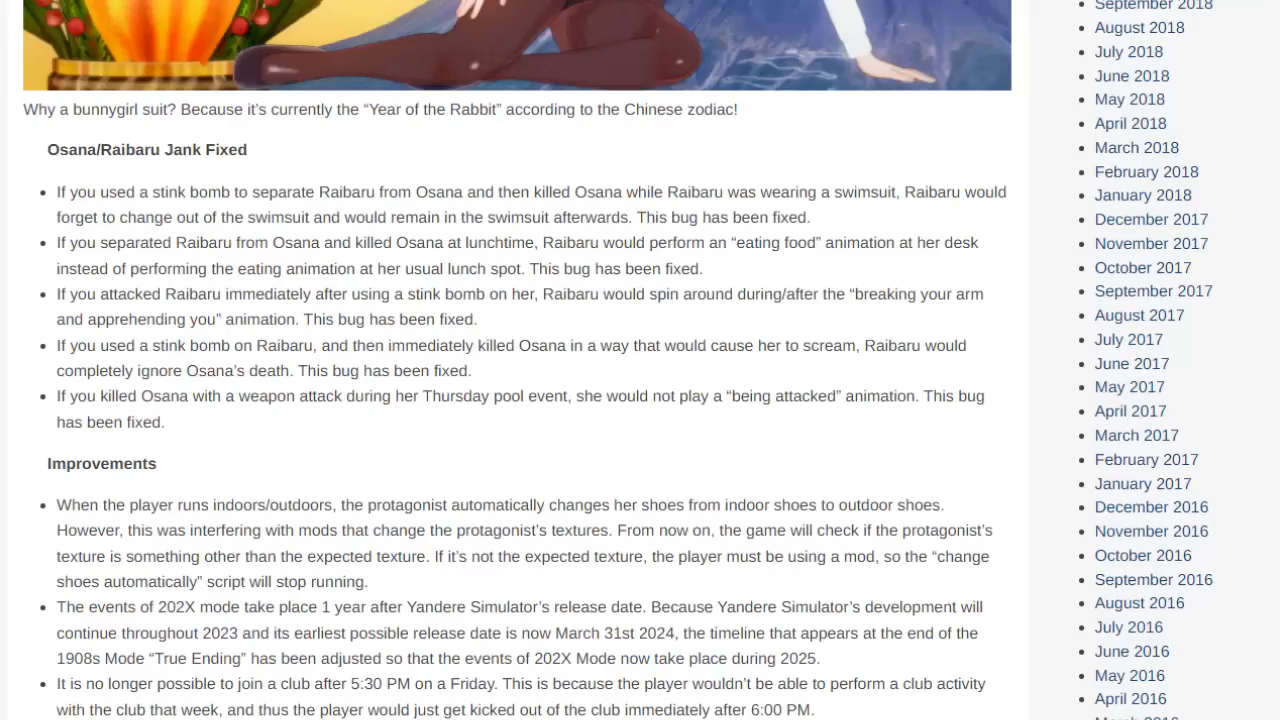 Why a bunnygirl suit? Because it’s currently the “Year of the Rabbit” according to the Chinese zodiac!
Osana/Raibaru Jank Fixed
If you used a stink bomb to separate Raibaru from Osana and then killed Osana while Raibaru was wearing a swimsuit, Raibaru would
forget to change out of the swimsuit and would remain in the swimsuit afterwards. This bug has been fixed.
If you separated Raibaru from Osana and killed Osana at lunchtime, Raibaru would perform an “eating food” animation at her desk
instead of performing the eating animation at her usual lunch spot. This bug has been fixed.
If you attacked Raibaru immediately after using a stink bomb on her, Raibaru would spin around during/after the “breaking your arm
and apprehending you” animation. This bug has been fixed.
If you used a stink bomb on Raibaru, and then immediately killed Osana in a way that would cause her to scream, Raibaru would
completely ignore Osana’s death. This bug has been fixed.
If you killed Osana with a weapon attack during her Thursday pool event, she would not play a “being attacked” animation. This bug
has been fixed.
Improvements
When the player runs indoors/outdoors, the protagonist automatically changes her shoes from indoor shoes to outdoor shoes.
However, this was interfering with mods that change the protagonist’s textures. From now on, the game will check if the protagonist’s
texture is something other than the expected texture. If it’s not the expected texture, the player must be using a mod, so the “change
shoes automatically” script will stop running.
The events of 202X mode take place 1 year after Yandere Simulator’s release date. Because Yandere Simulator’s development will
continue throughout 2023 and its earliest possible release date is now March 31st 2024, the timeline that appears at the end of the
1908s Mode “True Ending” has been adjusted so that the events of 202X Mode now take place during 2025.
It is no longer possible to join a club after 5:30 PM on a Friday. This is because the player wouldn’t be able to perform a club activity
with the club that week, and thus the player would just get kicked out of the club immediately after 6:00 PM.
September 2018
August 2018
July 2018
June 2018
May 2018
April 2018
March 2018
February 2018
January 2018
December 2017
November 2017
October 2017
September 2017
August 2017
July 2017
June 2017
May 2017
April 2017
March 2017
February 2017
January 2017
December 2016
November 2016
October 2016
September 2016
August 2016
July 2016
June 2016
May 2016
April 2016
March 2016